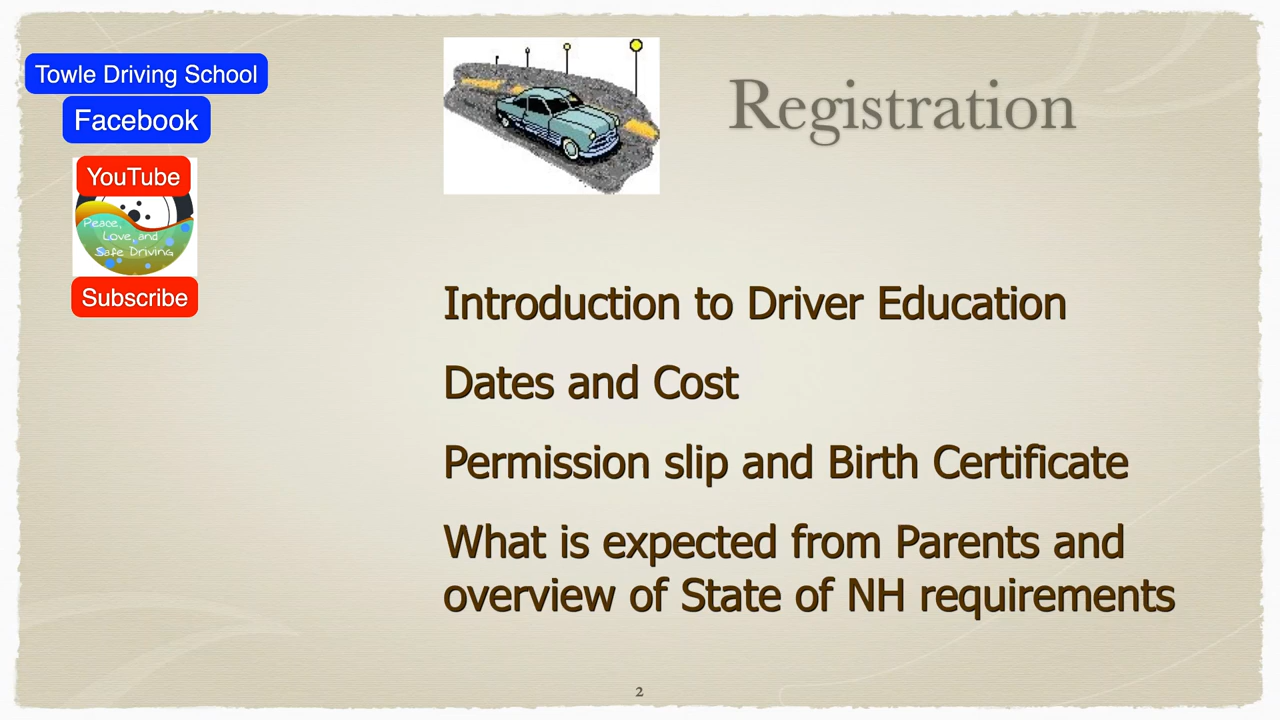 Towle Driving School
Facebook
YouTube
Peace,
Love, and
Safe Driving
Subscribe
Registration
Introduction to Driver Education
Dates and Cost
Permission slip and Birth Certificate
What is expected from Parents and
overview of State of NH requirements
2